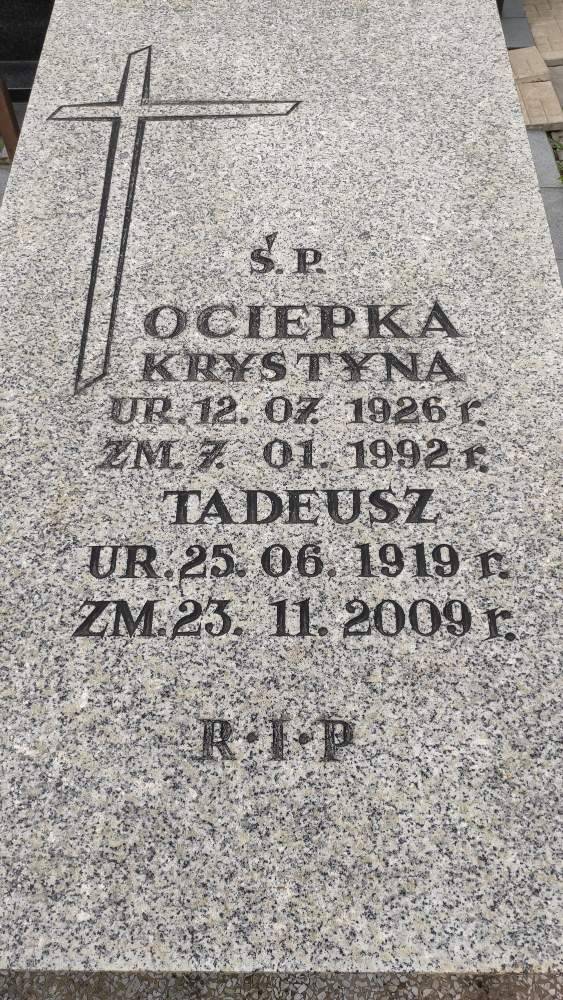 Ś. P.
OCIEPKA
KRYSTYNA
UR. 12. 07. 1926 r.
ZM. 7. 01. 1992 r.
TADEUSZ
UR. 25. 06. 1919 r.
ZM. 23. 11. 2009 r.
R·I·P